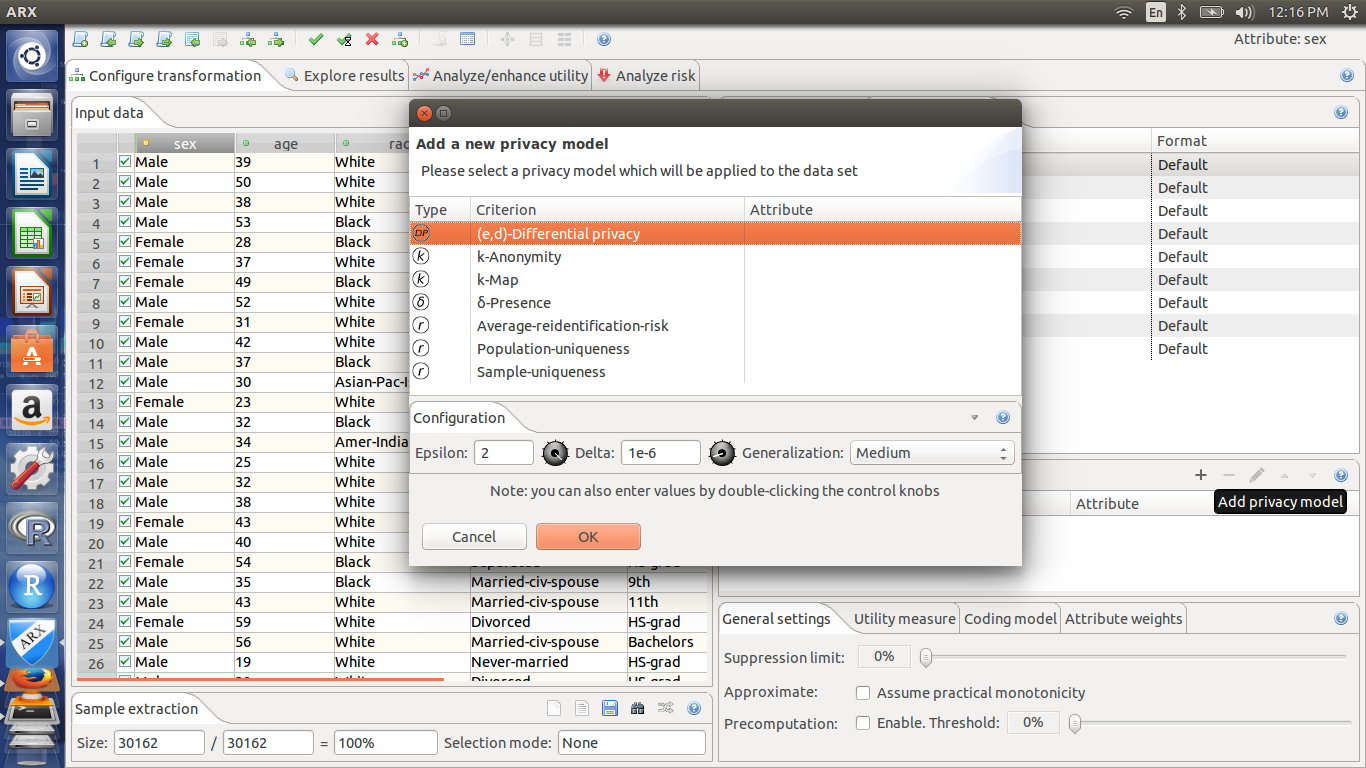 ARX
En
12:16 PM
Attribute: sex
Configure transformation
Explore results
Analyze/enhance utility
Analyze risk
Input data
sex age
1 Male 39 White
2 Male 50 White
3 Male 38 White
4 Male 53 Black
5 Female 28 Black
6 Female 37 White
7 Female 49 Black
8 Male 52 White
9 Female 31 White
10 Male 42 White
11 Male 37 Black
12 Male 30 Asian-Pac-I
13 Female 23 White
14 Male 32 Black
15 Male 34 Amer-India
16 Male 25 White
17 Male 32 White
18 Male 38 White
19 Female 43 White
20 Male 40 White
21 Female 54 Black
22 Male 35 Black Married-civ-spouse 9th
23 Male 43 White Married-civ-spouse 11th
24 Female 59 White Divorced HS-grad
25 Male 56 White Married-civ-spouse Bachelors
26 Male 19 White Never-married HS-grad
Add a new privacy model
Please select a privacy model which will be applied to the data set
Type Criterion Attribute
DP (e,d)-Differential privacy
k k-Anonymity
k k-Map
δ δ-Presence
r Average-reidentification-risk
r Population-uniqueness
r Sample-uniqueness
Configuration
Epsilon: 2 Delta: 1e-6 Generalization: Medium
Note: you can also enter values by double-clicking the control knobs
Cancel OK
Format
Default
Default
Default
Default
Default
Default
Default
Default
Default
Attribute
Add privacy model
General settings
Utility measure
Coding model
Attribute weights
Suppression limit: 0%
Approximate: Assume practical monotonicity
Precomputation: Enable. Threshold: 0%
Sample extraction
Size: 30162 / 30162 = 100% Selection mode: None
ARX